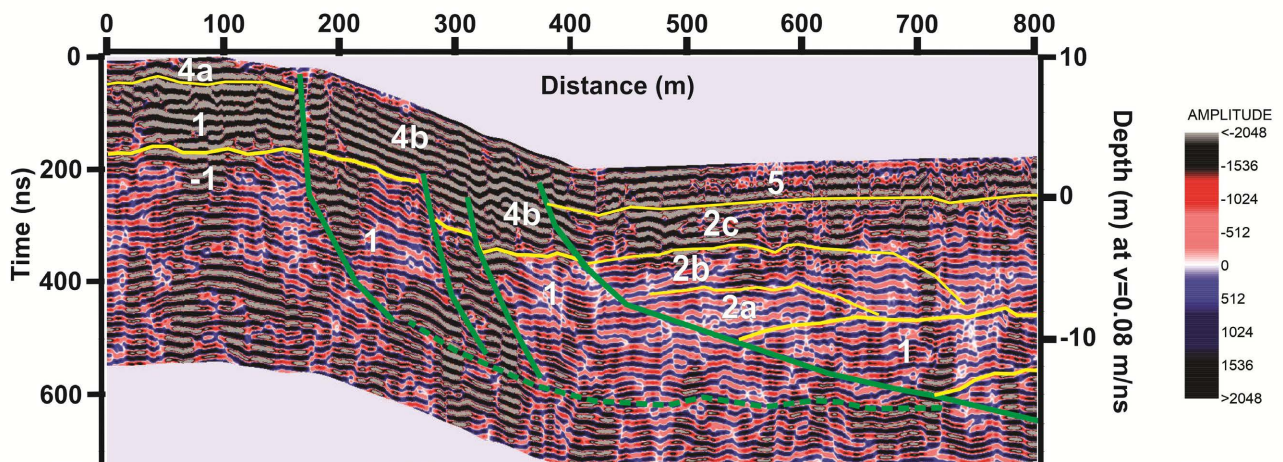 0 100 200 300 400 500 600 700 800
Distance (m)
Time (ns)
0
200
400
600
10
0
-10
Depth (m) at v=0.08 m/ns
4a
1
-1
4b
1
4b
1
5
2c
2b
2a
1
AMPLITUDE
<-2048
-1536
-1024
-512
0
512
1024
1536
>2048